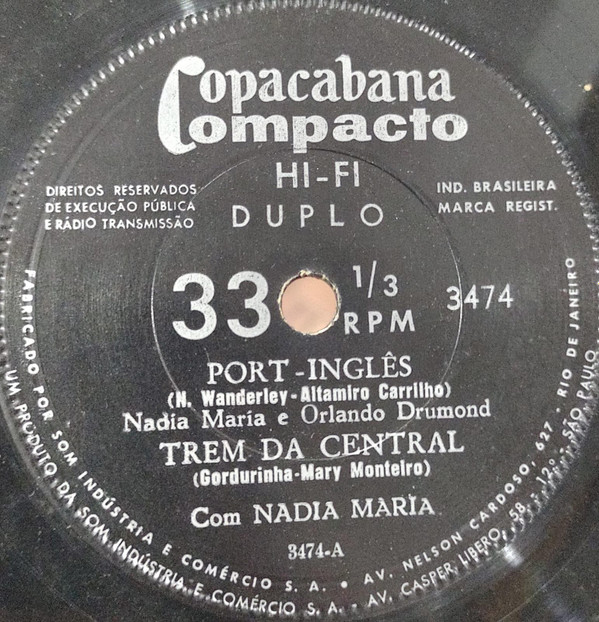 Copacabana
Compacto
HI-FI
DUPLO
DIREITOS RESERVADOS
DE EXECUÇÃO PÚBLICA
E RÁDIO TRANSMISSÃO
IND. BRASILEIRA
MARCA REGIST.
33 1/3
RPM
3474
PORT-INGLÊS
(N. Wanderley-Altamiro Carrilho)
Nadia Maria e Orlando Drumond
TREM DA CENTRAL
(Gordurinha-Mary Monteiro)
Com NADIA MARIA
3474-A
FABRICADO POR SOM INDÚSTRIA E COMÉRCIO S. A. • AV. NELSON CARDOSO, 627 - RIO DE JANEIRO
UM PRODUTO DA SOM, INDÚSTRIA E COMÉRCIO S. A. - AV. CASPER LIBERO, 58 - 12º - SÃO PAULO